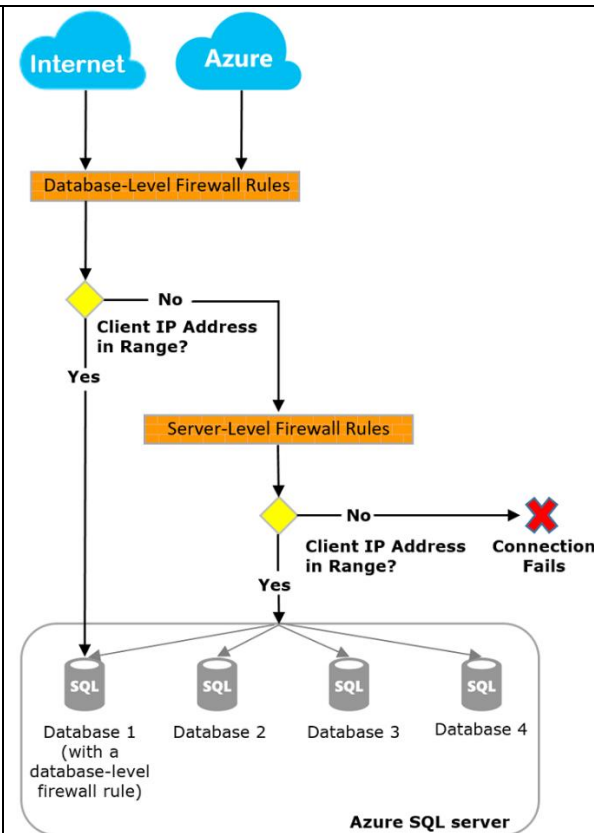 Internet
Azure
Database-Level Firewall Rules
No
Client IP Address
in Range?
Yes
Server-Level Firewall Rules
No
Client IP Address
in Range?
Connection
Fails
Yes
SQL
SQL
SQL
SQL
Database 1
(with a
database-level
firewall rule)
Database 2
Database 3
Database 4
Azure SQL server